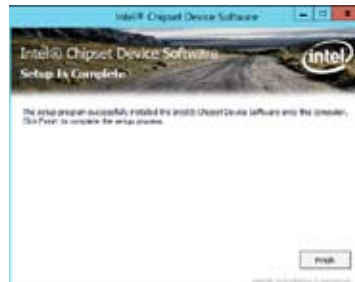 Intel® Chipset Device Software
Intel® Chipset Device Software
Setup Is Complete
intel
The setup program successfully installed the Intel® Chipset Device Software onto this computer.
Click Finish to complete the setup process.
Finish